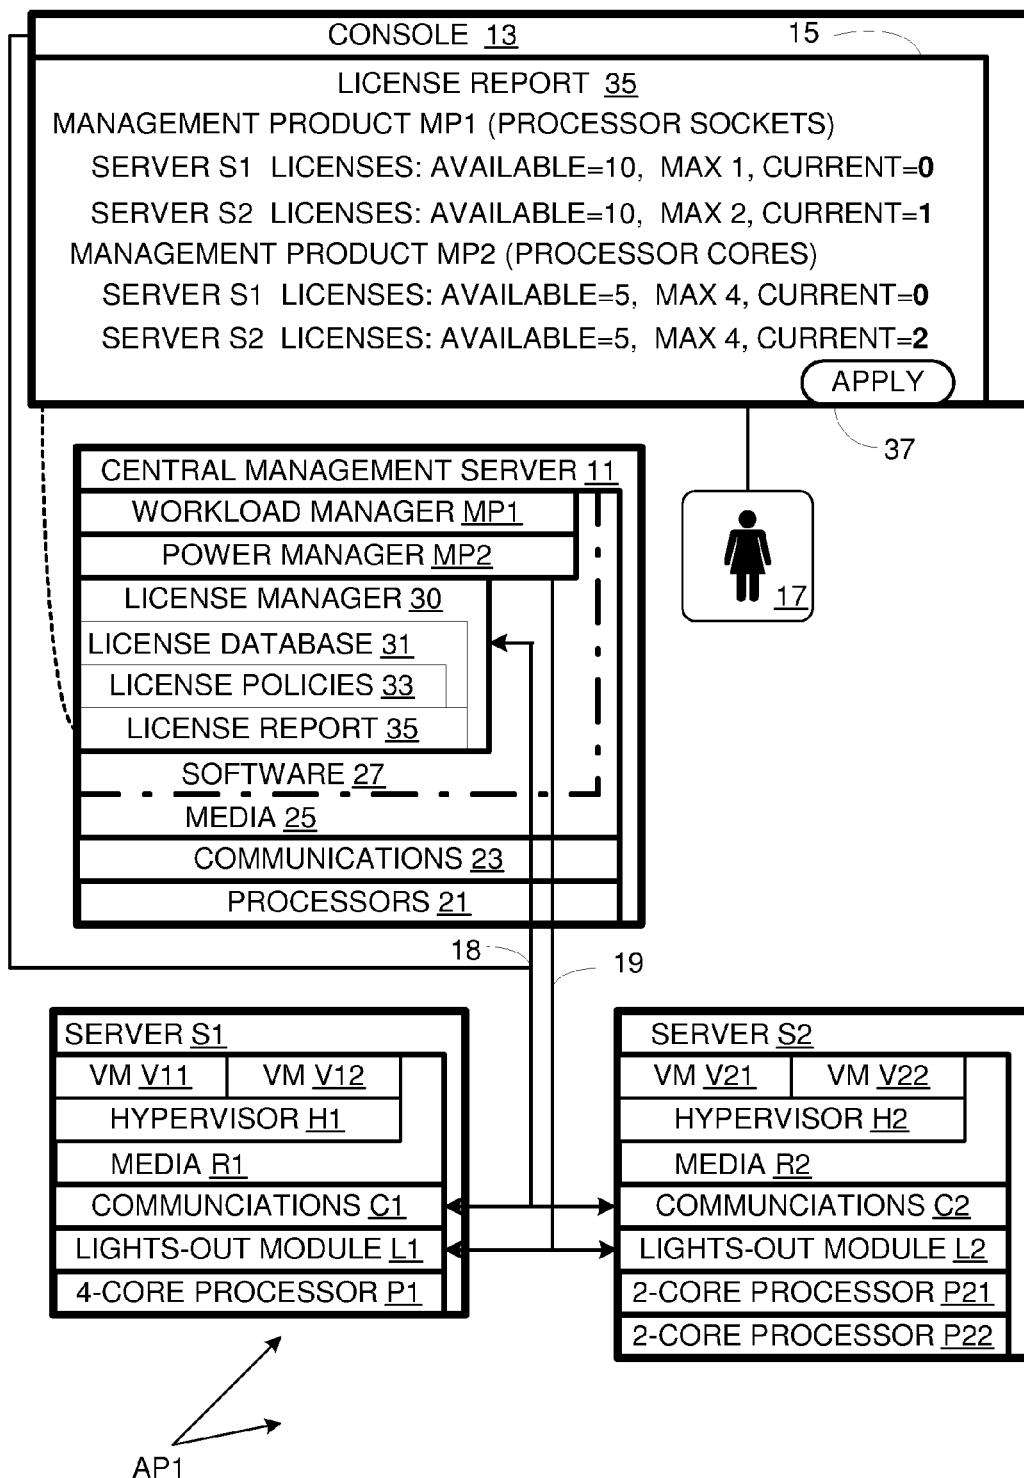 CONSOLE 13
15
LICENSE REPORT 35
MANAGEMENT PRODUCT MP1 (PROCESSOR SOCKETS)
SERVER S1 LICENSES: AVAILABLE=10, MAX 1, CURRENT=0
SERVER S2 LICENSES: AVAILABLE=10, MAX 2, CURRENT=1
MANAGEMENT PRODUCT MP2 (PROCESSOR CORES)
SERVER S1 LICENSES: AVAILABLE=5, MAX 4, CURRENT=0
SERVER S2 LICENSES: AVAILABLE=5, MAX 4, CURRENT=2
APPLY
37
CENTRAL MANAGEMENT SERVER 11
WORKLOAD MANAGER MP1
POWER MANAGER MP2
LICENSE MANAGER 30
LICENSE DATABASE 31
LICENSE POLICIES 33
LICENSE REPORT 35
SOFTWARE 27
MEDIA 25
COMMUNICATIONS 23
PROCESSORS 21
17
18
19
SERVER S1
VM V11 VM V12
HYPERVISOR H1
MEDIA R1
COMMUNCIATIONS C1
LIGHTS-OUT MODULE L1
4-CORE PROCESSOR P1
SERVER S2
VM V21 VM V22
HYPERVISOR H2
MEDIA R2
COMMUNCIATIONS C2
LIGHTS-OUT MODULE L2
2-CORE PROCESSOR P21
2-CORE PROCESSOR P22
AP1